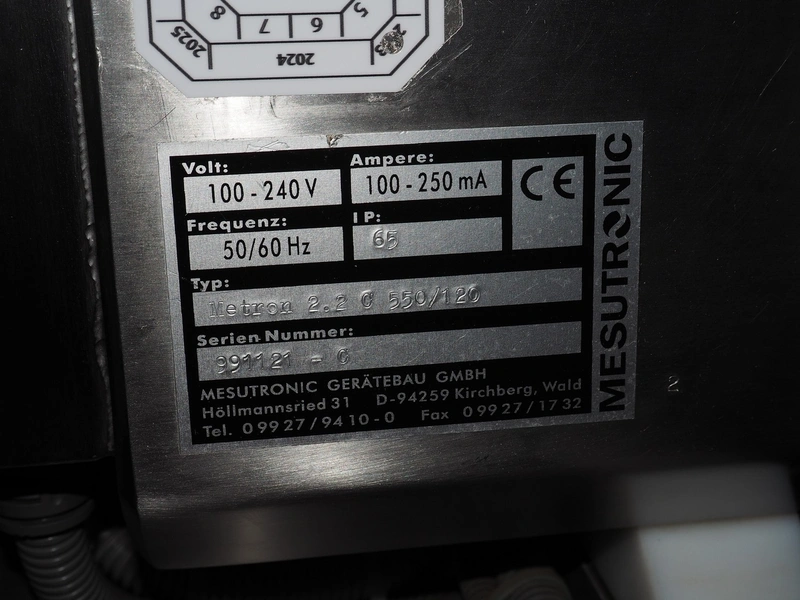 8 7 6 5
2025 2024
Volt: Ampere:
100 - 240 V 100 - 250 mA
CE
Frequenz: IP:
50/60 Hz 65
Typ:
Metron 2.2 C 550/120
Serien Nummer:
991121 - C
MESUTRONIC GERÄTEBAU GMBH
Höllmannsried 31 D-94259 Kirchberg, Wald
Tel. 0 99 27 / 94 10 - 0 Fax 0 99 27 / 17 32
MESUTRONIC
2